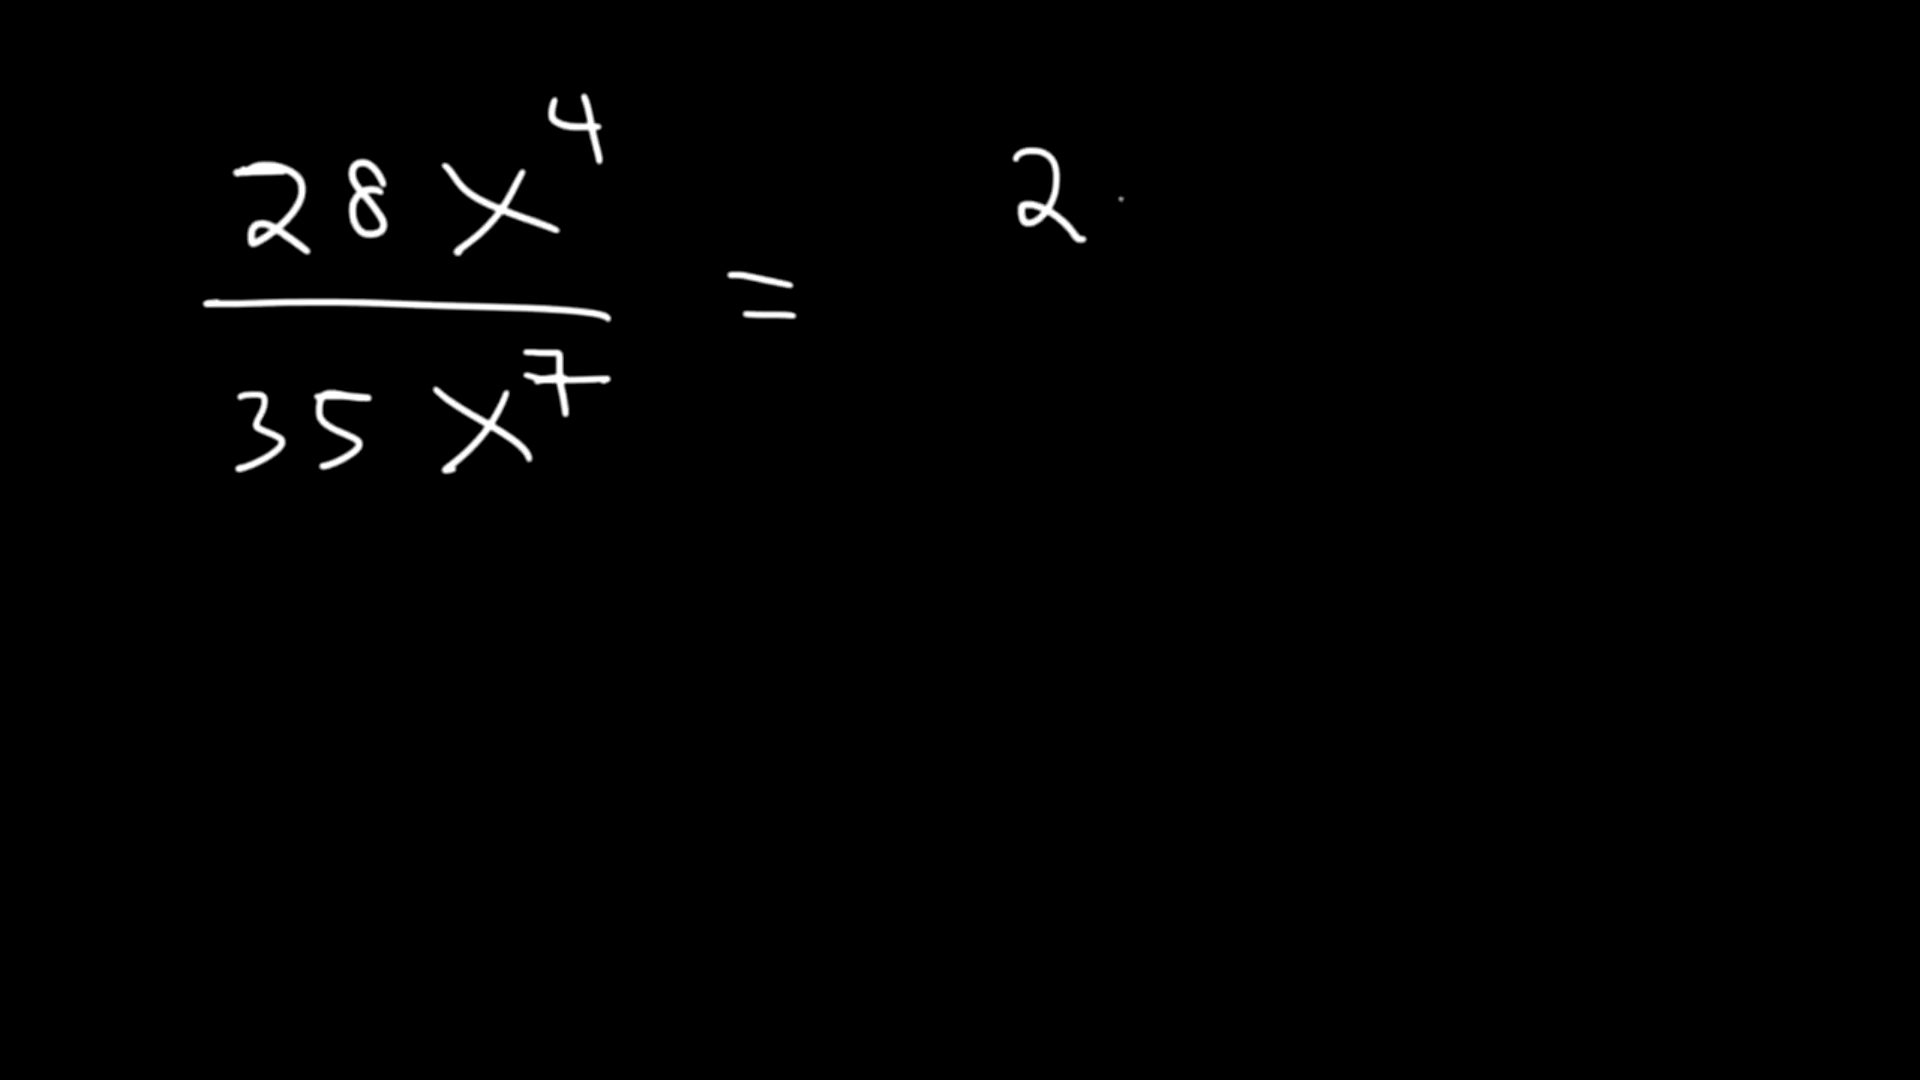 28x⁴ / 35x⁷ = 2 ·